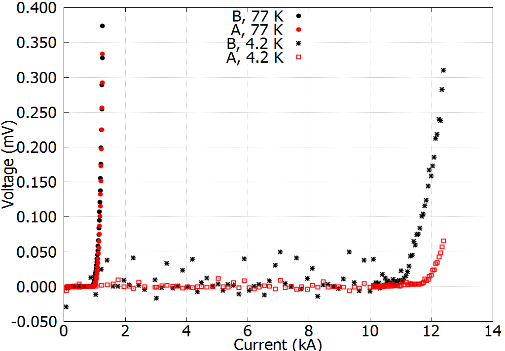 0.400
0.350
0.300
0.250
0.200
0.150
0.100
0.050
0.000
-0.050
Voltage (mV)
B, 77 K
A, 77 K
B, 4.2 K
A, 4.2 K
0 2 4 6 8 10 12 14
Current (kA)